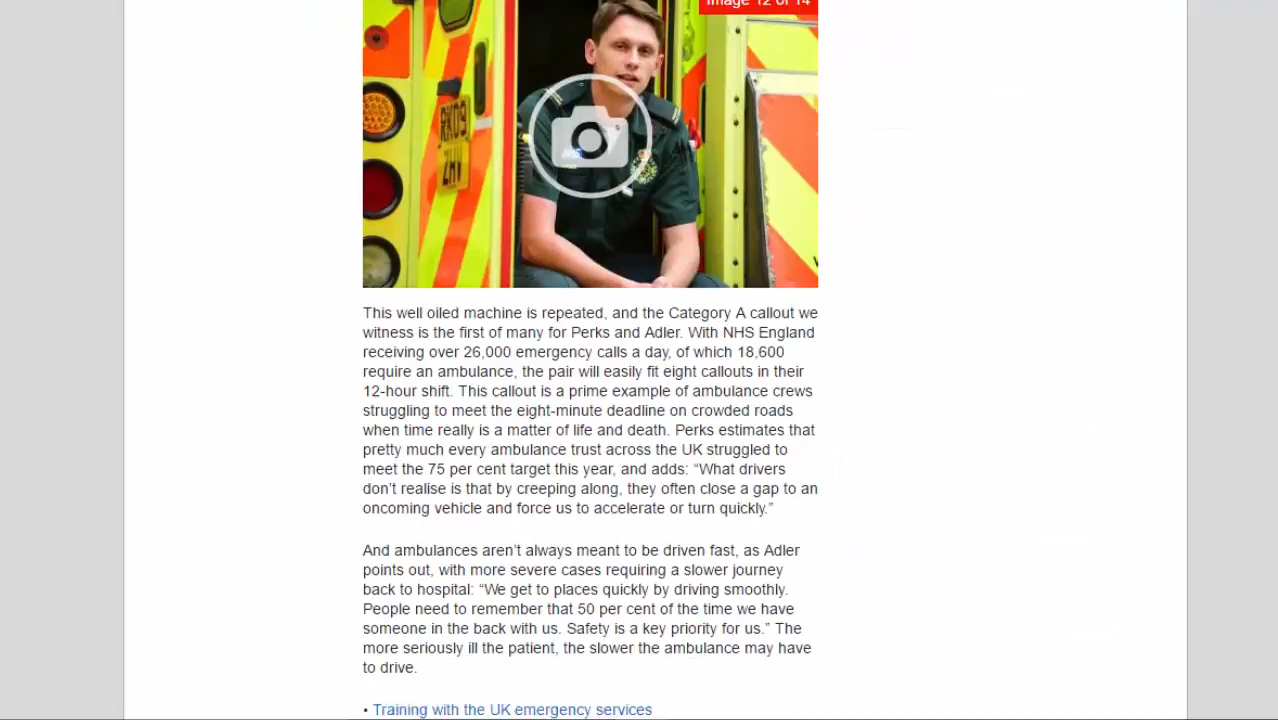 Image 12 of 14
RK09
ZHV
This well oiled machine is repeated, and the Category A callout we
witness is the first of many for Perks and Adler. With NHS England
receiving over 26,000 emergency calls a day, of which 18,600
require an ambulance, the pair will easily fit eight callouts in their
12-hour shift. This callout is a prime example of ambulance crews
struggling to meet the eight-minute deadline on crowded roads
when time really is a matter of life and death. Perks estimates that
pretty much every ambulance trust across the UK struggled to
meet the 75 per cent target this year, and adds: “What drivers
don’t realise is that by creeping along, they often close a gap to an
oncoming vehicle and force us to accelerate or turn quickly.”
And ambulances aren’t always meant to be driven fast, as Adler
points out, with more severe cases requiring a slower journey
back to hospital: “We get to places quickly by driving smoothly.
People need to remember that 50 per cent of the time we have
someone in the back with us. Safety is a key priority for us.” The
more seriously ill the patient, the slower the ambulance may have
to drive.
• Training with the UK emergency services